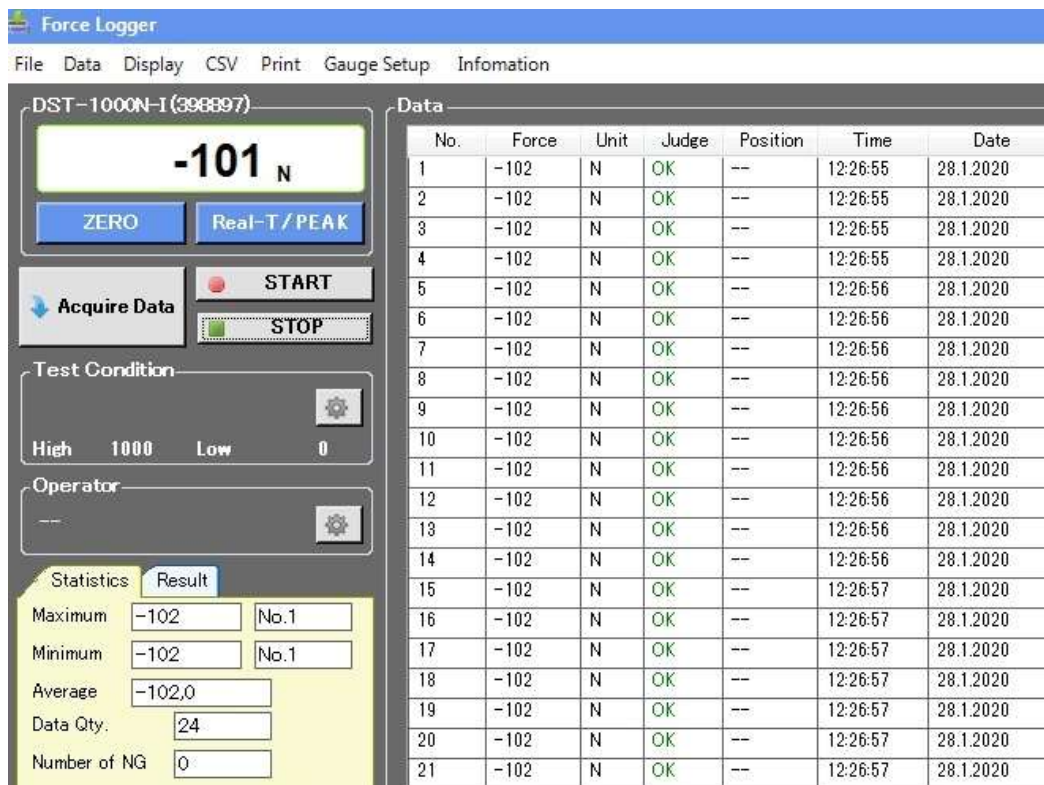 Force Logger
File Data Display CSV Print Gauge Setup Infomation
DST-1000N-I(398897)
-101 N
ZERO Real-T/PEAK
Acquire Data
START
STOP
Test Condition
High 1000 Low 0
Operator
--
Statistics Result
Maximum -102 No.1
Minimum -102 No.1
Average -102,0
Data Qty. 24
Number of NG 0
Data
No. Force Unit Judge Position Time Date
1 -102 N OK -- 12:26:55 28.1.2020
2 -102 N OK -- 12:26:55 28.1.2020
3 -102 N OK -- 12:26:55 28.1.2020
4 -102 N OK -- 12:26:55 28.1.2020
5 -102 N OK -- 12:26:56 28.1.2020
6 -102 N OK -- 12:26:56 28.1.2020
7 -102 N OK -- 12:26:56 28.1.2020
8 -102 N OK -- 12:26:56 28.1.2020
9 -102 N OK -- 12:26:56 28.1.2020
10 -102 N OK -- 12:26:56 28.1.2020
11 -102 N OK -- 12:26:56 28.1.2020
12 -102 N OK -- 12:26:56 28.1.2020
13 -102 N OK -- 12:26:56 28.1.2020
14 -102 N OK -- 12:26:56 28.1.2020
15 -102 N OK -- 12:26:57 28.1.2020
16 -102 N OK -- 12:26:57 28.1.2020
17 -102 N OK -- 12:26:57 28.1.2020
18 -102 N OK -- 12:26:57 28.1.2020
19 -102 N OK -- 12:26:57 28.1.2020
20 -102 N OK -- 12:26:57 28.1.2020
21 -102 N OK -- 12:26:57 28.1.2020